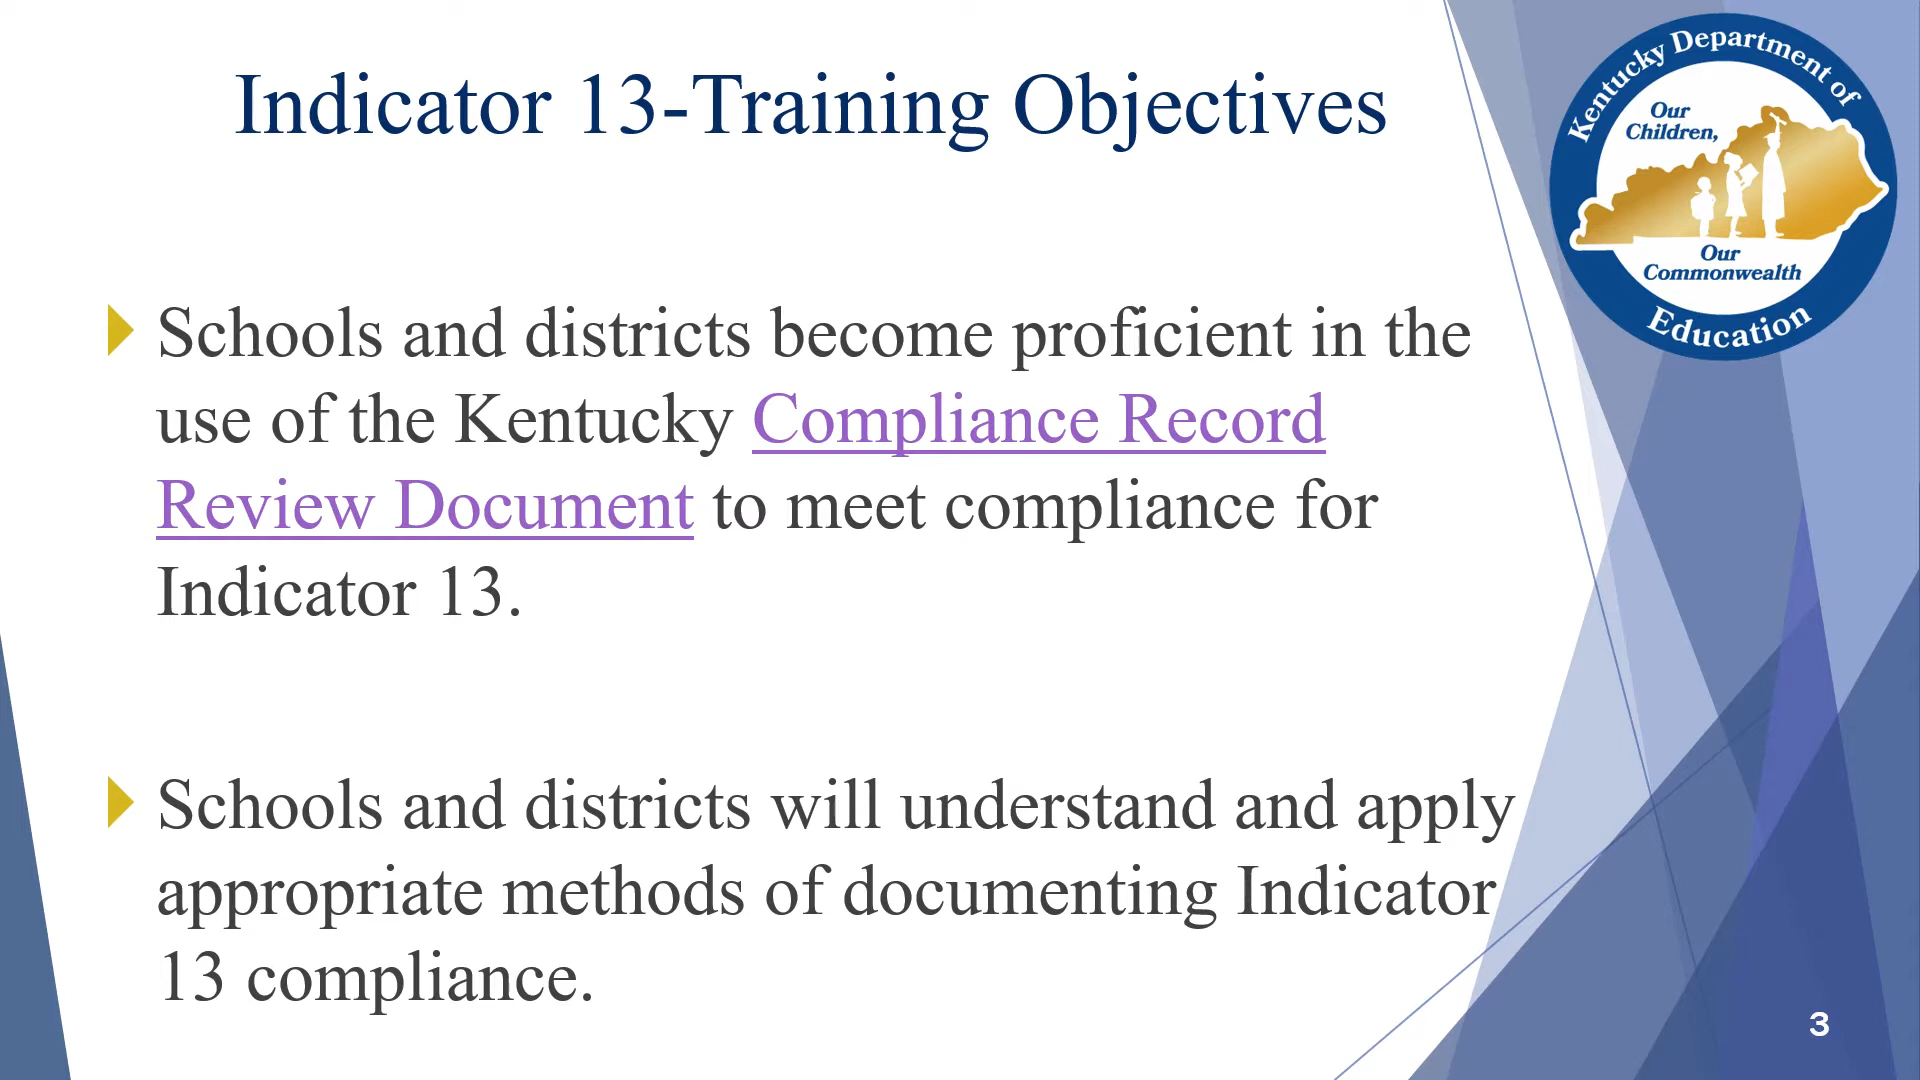 Indicator 13-Training Objectives
Kentucky Department of
Our
Children,
Our
Commonwealth
Education
Schools and districts become proficient in the
use of the Kentucky Compliance Record
Review Document to meet compliance for
Indicator 13.
Schools and districts will understand and apply
appropriate methods of documenting Indicator
13 compliance.
3